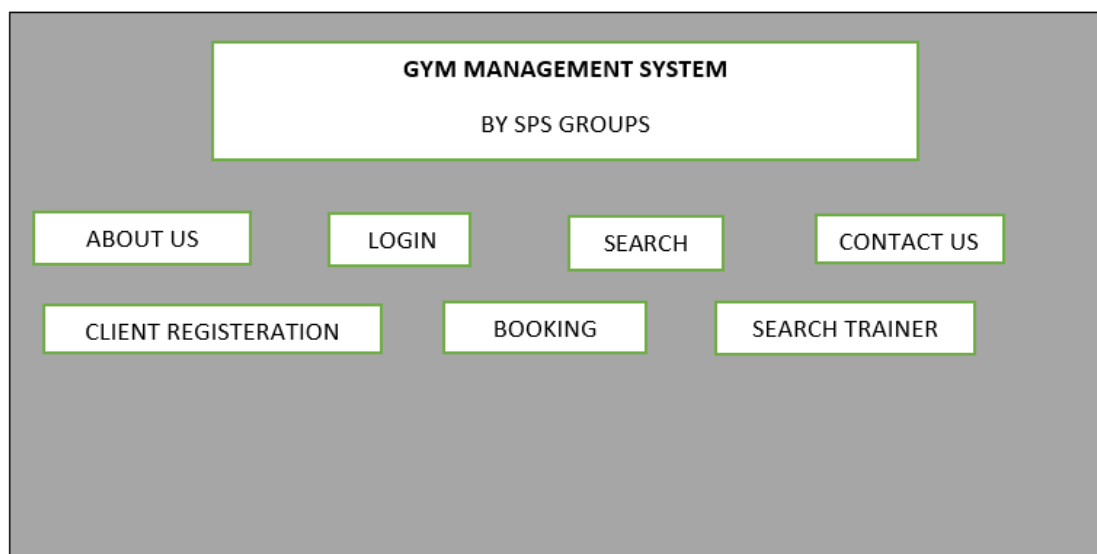 GYM MANAGEMENT SYSTEM
BY SPS GROUPS
ABOUT US
LOGIN
SEARCH
CONTACT US
CLIENT REGISTERATION
BOOKING
SEARCH TRAINER